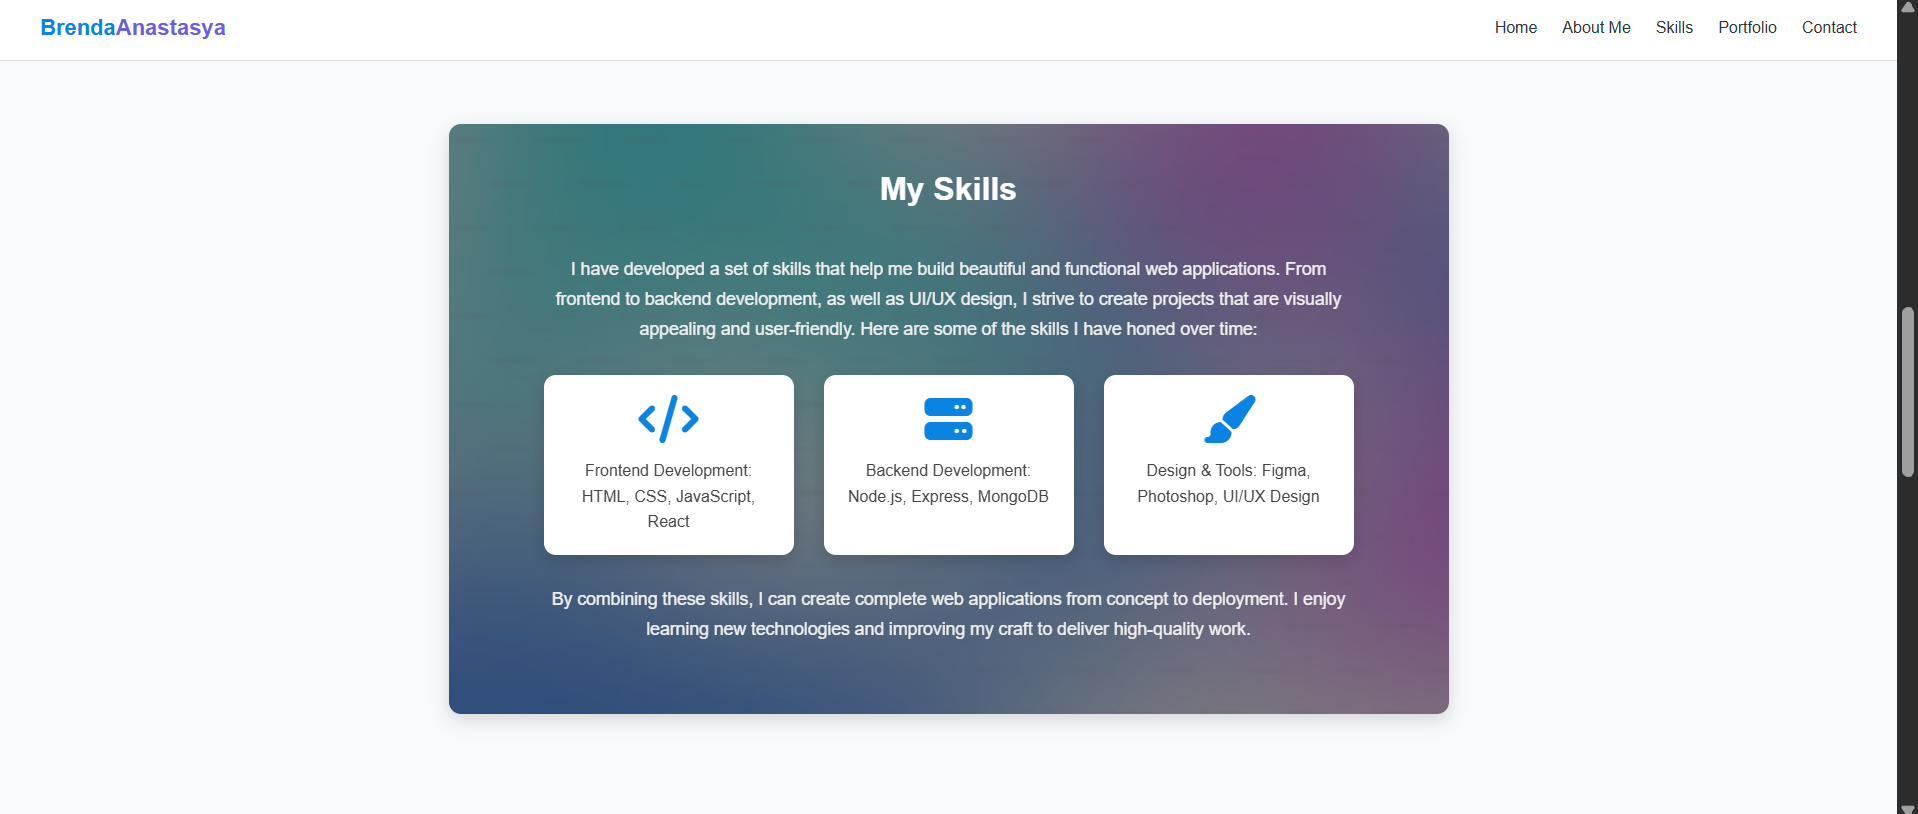 BrendaAnastasya
Home About Me Skills Portfolio Contact
My Skills
I have developed a set of skills that help me build beautiful and functional web applications. From
frontend to backend development, as well as UI/UX design, I strive to create projects that are visually
appealing and user-friendly. Here are some of the skills I have honed over time:
Frontend Development:
HTML, CSS, JavaScript,
React
Backend Development:
Node.js, Express, MongoDB
Design & Tools: Figma,
Photoshop, UI/UX Design
By combining these skills, I can create complete web applications from concept to deployment. I enjoy
learning new technologies and improving my craft to deliver high-quality work.